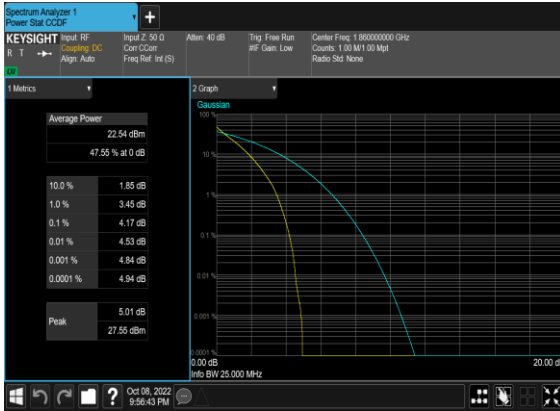 Spectrum Analyzer 1
Power Stat CCDF
KEYSIGHT
R T
Input: RF
Coupling: DC
Align: Auto
Input Z: 50 Ω
Corr CCorr
Freq Ref: Int (S)
Atten: 40 dB
Trig: Free Run
#IF Gain: Low
Center Freq: 1.860000000 GHz
Counts: 1.00 M/1.00 Mpt
Radio Std: None
1 Metrics
Average Power
22.54 dBm
47.55 % at 0 dB
10.0 % 1.85 dB
1.0 % 3.45 dB
0.1 % 4.17 dB
0.01 % 4.53 dB
0.001 % 4.84 dB
0.0001 % 4.94 dB
Peak
5.01 dB
27.55 dBm
2 Graph
Gaussian
100 %
10 %
1 %
0.1 %
0.01 %
0.001 %
0.0001 %
0.00 dB
20.00 d
Info BW 25.000 MHz
Oct 08, 2022
9:56:43 PM